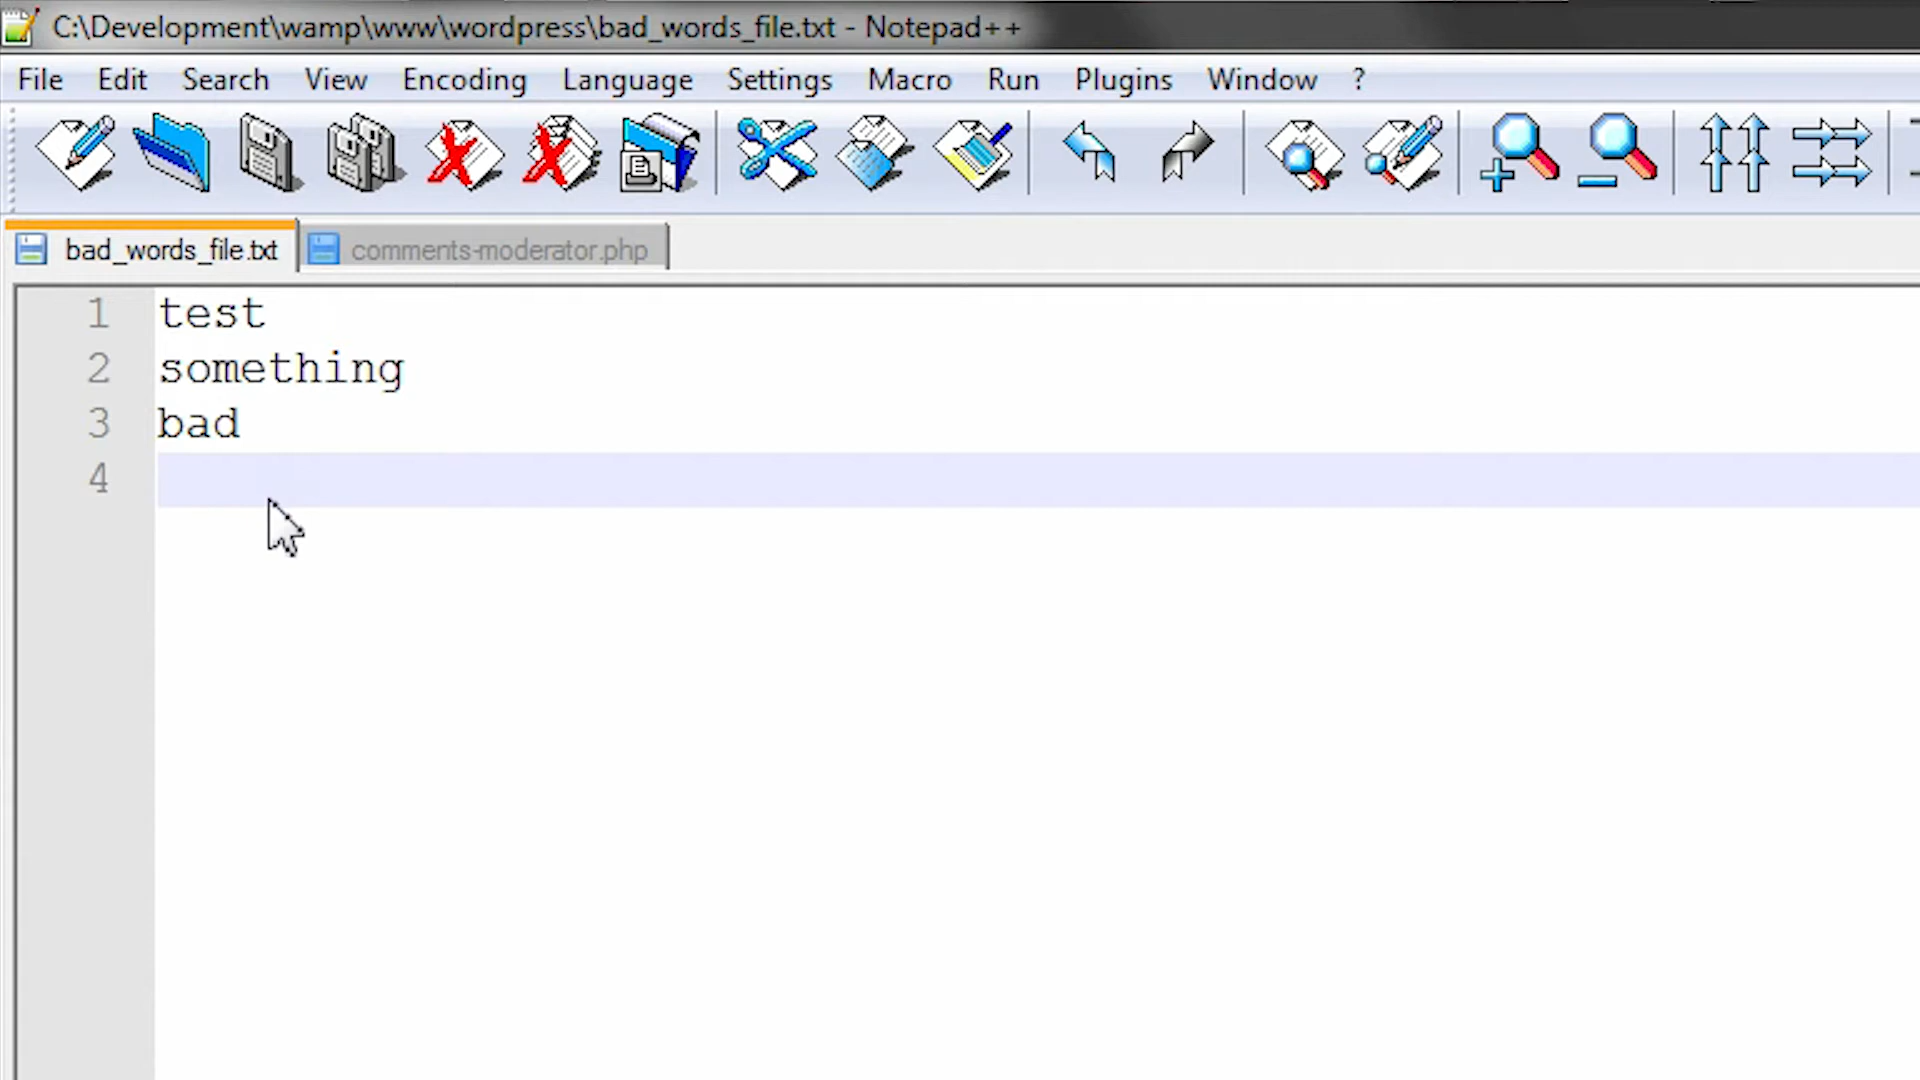 C:\Development\wamp\www\wordpress\bad_words_file.txt - Notepad++
File Edit Search View Encoding Language Settings Macro Run Plugins Window ?
bad_words_file.txt comments-moderator.php
1 test
2 something
3 bad
4